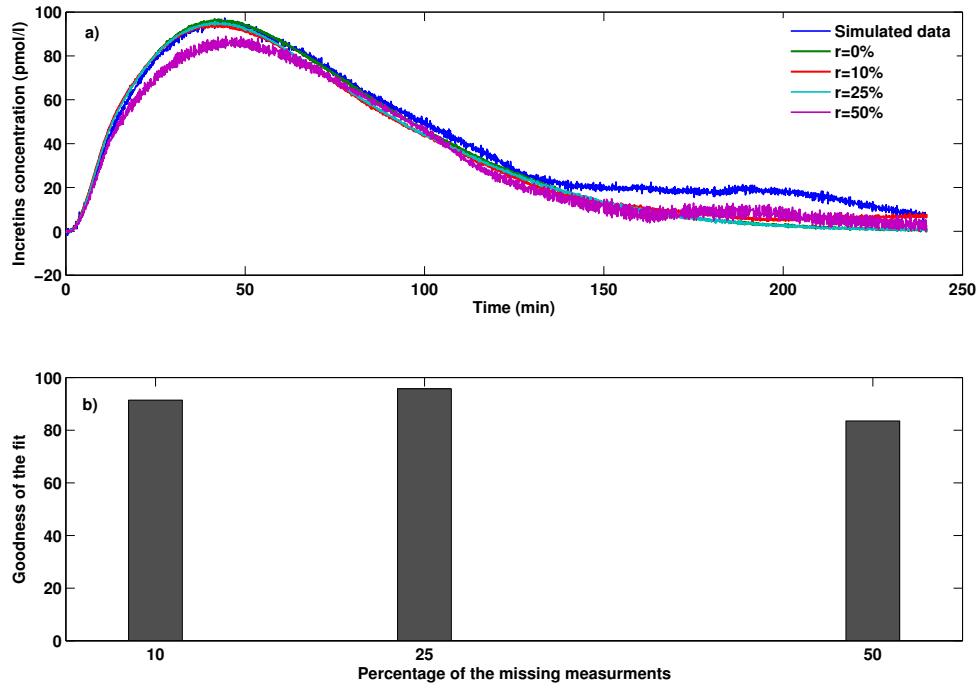 a)
Simulated data
r=0%
r=10%
r=25%
r=50%
Incretins concentration (pmol/l)
100
80
60
40
20
0
−20
0
50
100
150
200
250
Time (min)
b)
Goodness of the fit
100
80
60
40
20
0
10
25
50
Percentage of the missing measurments